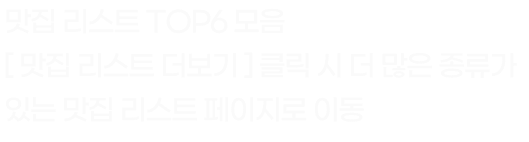 맛집 리스트 TOP6 모음
[ 맛집 리스트 더보기 ] 클릭 시 더 많은 종류가
있는 맛집 리스트 페이지로 이동